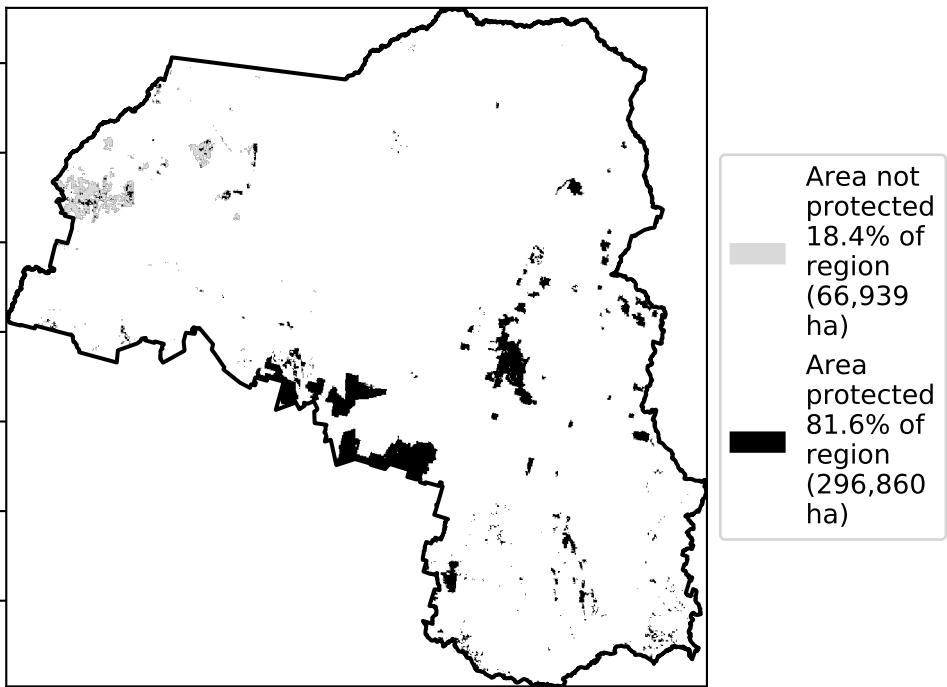 Area not
protected
18.4% of
region
(66,939
ha)
Area
protected
81.6% of
region
(296,860
ha)